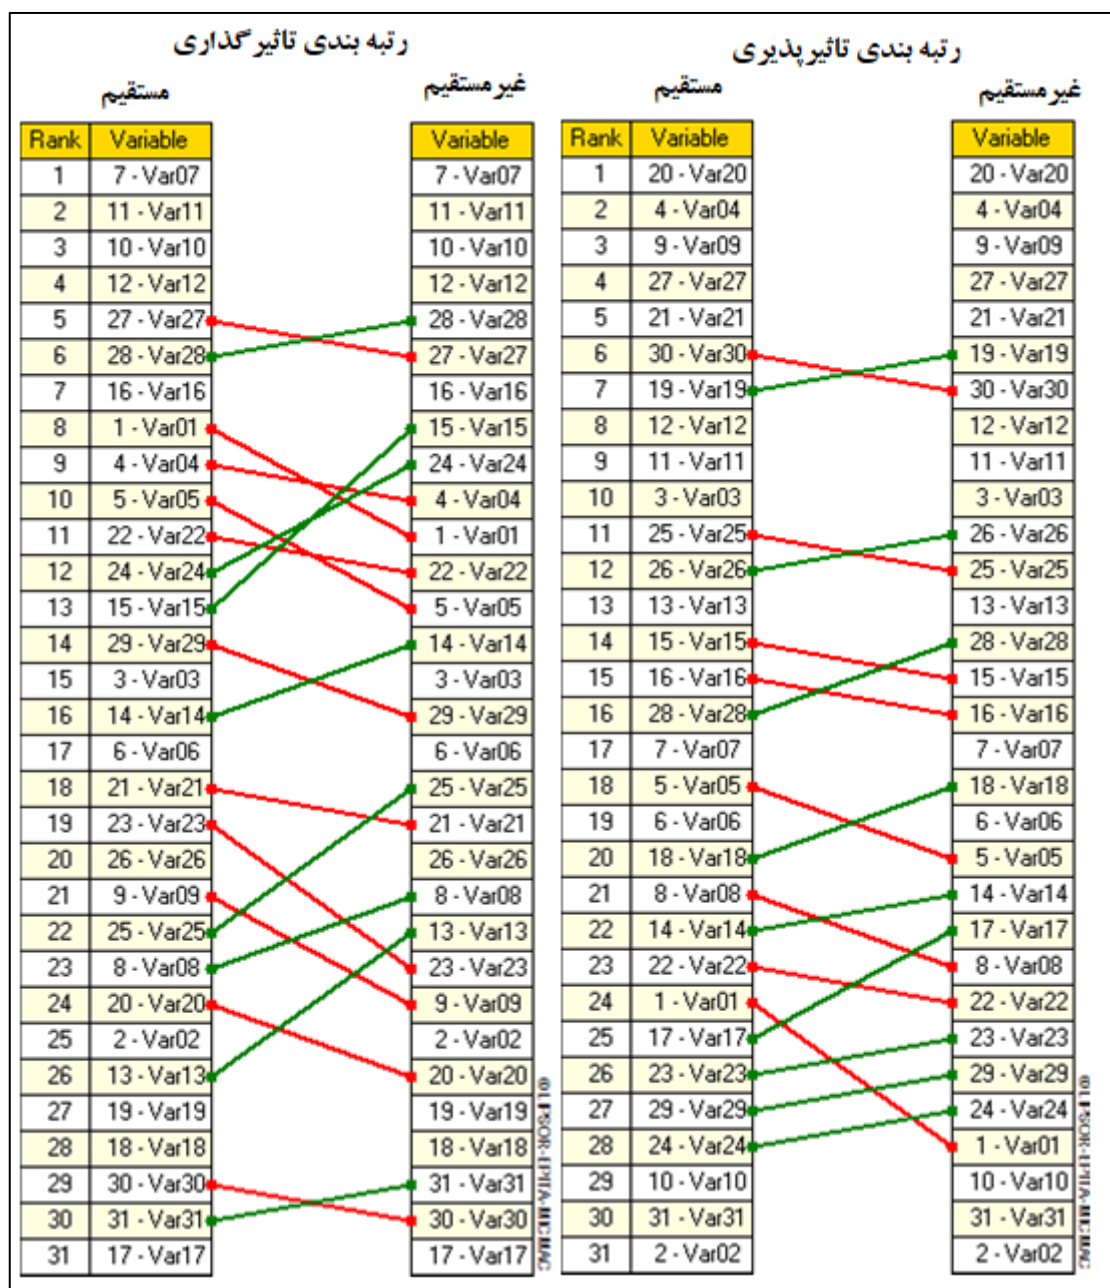 رتبه بندی تاثیرگذاری
مستقیم غیر مستقیم
Rank Variable Variable
1 7 - Var07 7 - Var07
2 11 - Var11 11 - Var11
3 10 - Var10 10 - Var10
4 12 - Var12 12 - Var12
5 27 - Var27 28 - Var28
6 28 - Var28 27 - Var27
7 16 - Var16 16 - Var16
8 1 - Var01 15 - Var15
9 4 - Var04 24 - Var24
10 5 - Var05 4 - Var04
11 22 - Var22 1 - Var01
12 24 - Var24 22 - Var22
13 15 - Var15 5 - Var05
14 29 - Var29 14 - Var14
15 3 - Var03 3 - Var03
16 14 - Var14 29 - Var29
17 6 - Var06 6 - Var06
18 21 - Var21 25 - Var25
19 23 - Var23 21 - Var21
20 26 - Var26 26 - Var26
21 9 - Var09 8 - Var08
22 25 - Var25 13 - Var13
23 8 - Var08 23 - Var23
24 20 - Var20 9 - Var09
25 2 - Var02 2 - Var02
26 13 - Var13 20 - Var20
27 19 - Var19 19 - Var19
28 18 - Var18 18 - Var18
29 30 - Var30 31 - Var31
30 31 - Var31 30 - Var30
31 17 - Var17 17 - Var17
© LIPSOR-EPITA-MICMAC
رتبه بندی تاثیرپذیری
مستقیم غیر مستقیم
Rank Variable Variable
1 20 - Var20 20 - Var20
2 4 - Var04 4 - Var04
3 9 - Var09 9 - Var09
4 27 - Var27 27 - Var27
5 21 - Var21 21 - Var21
6 30 - Var30 19 - Var19
7 19 - Var19 30 - Var30
8 12 - Var12 12 - Var12
9 11 - Var11 11 - Var11
10 3 - Var03 3 - Var03
11 25 - Var25 26 - Var26
12 26 - Var26 25 - Var25
13 13 - Var13 13 - Var13
14 15 - Var15 28 - Var28
15 16 - Var16 15 - Var15
16 28 - Var28 16 - Var16
17 7 - Var07 7 - Var07
18 5 - Var05 18 - Var18
19 6 - Var06 6 - Var06
20 18 - Var18 5 - Var05
21 8 - Var08 14 - Var14
22 14 - Var14 17 - Var17
23 22 - Var22 8 - Var08
24 1 - Var01 22 - Var22
25 17 - Var17 23 - Var23
26 23 - Var23 29 - Var29
27 29 - Var29 24 - Var24
28 24 - Var24 1 - Var01
29 10 - Var10 10 - Var10
30 31 - Var31 31 - Var31
31 2 - Var02 2 - Var02
© LIPSOR-EPITA-MICMAC